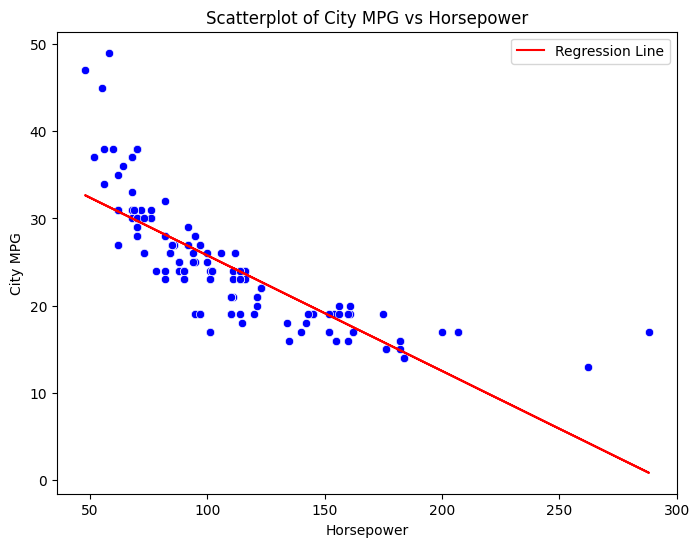 Scatterplot of City MPG vs Horsepower
Regression Line
50
40
30
20
10
0
City MPG
50 100 150 200 250 300
Horsepower